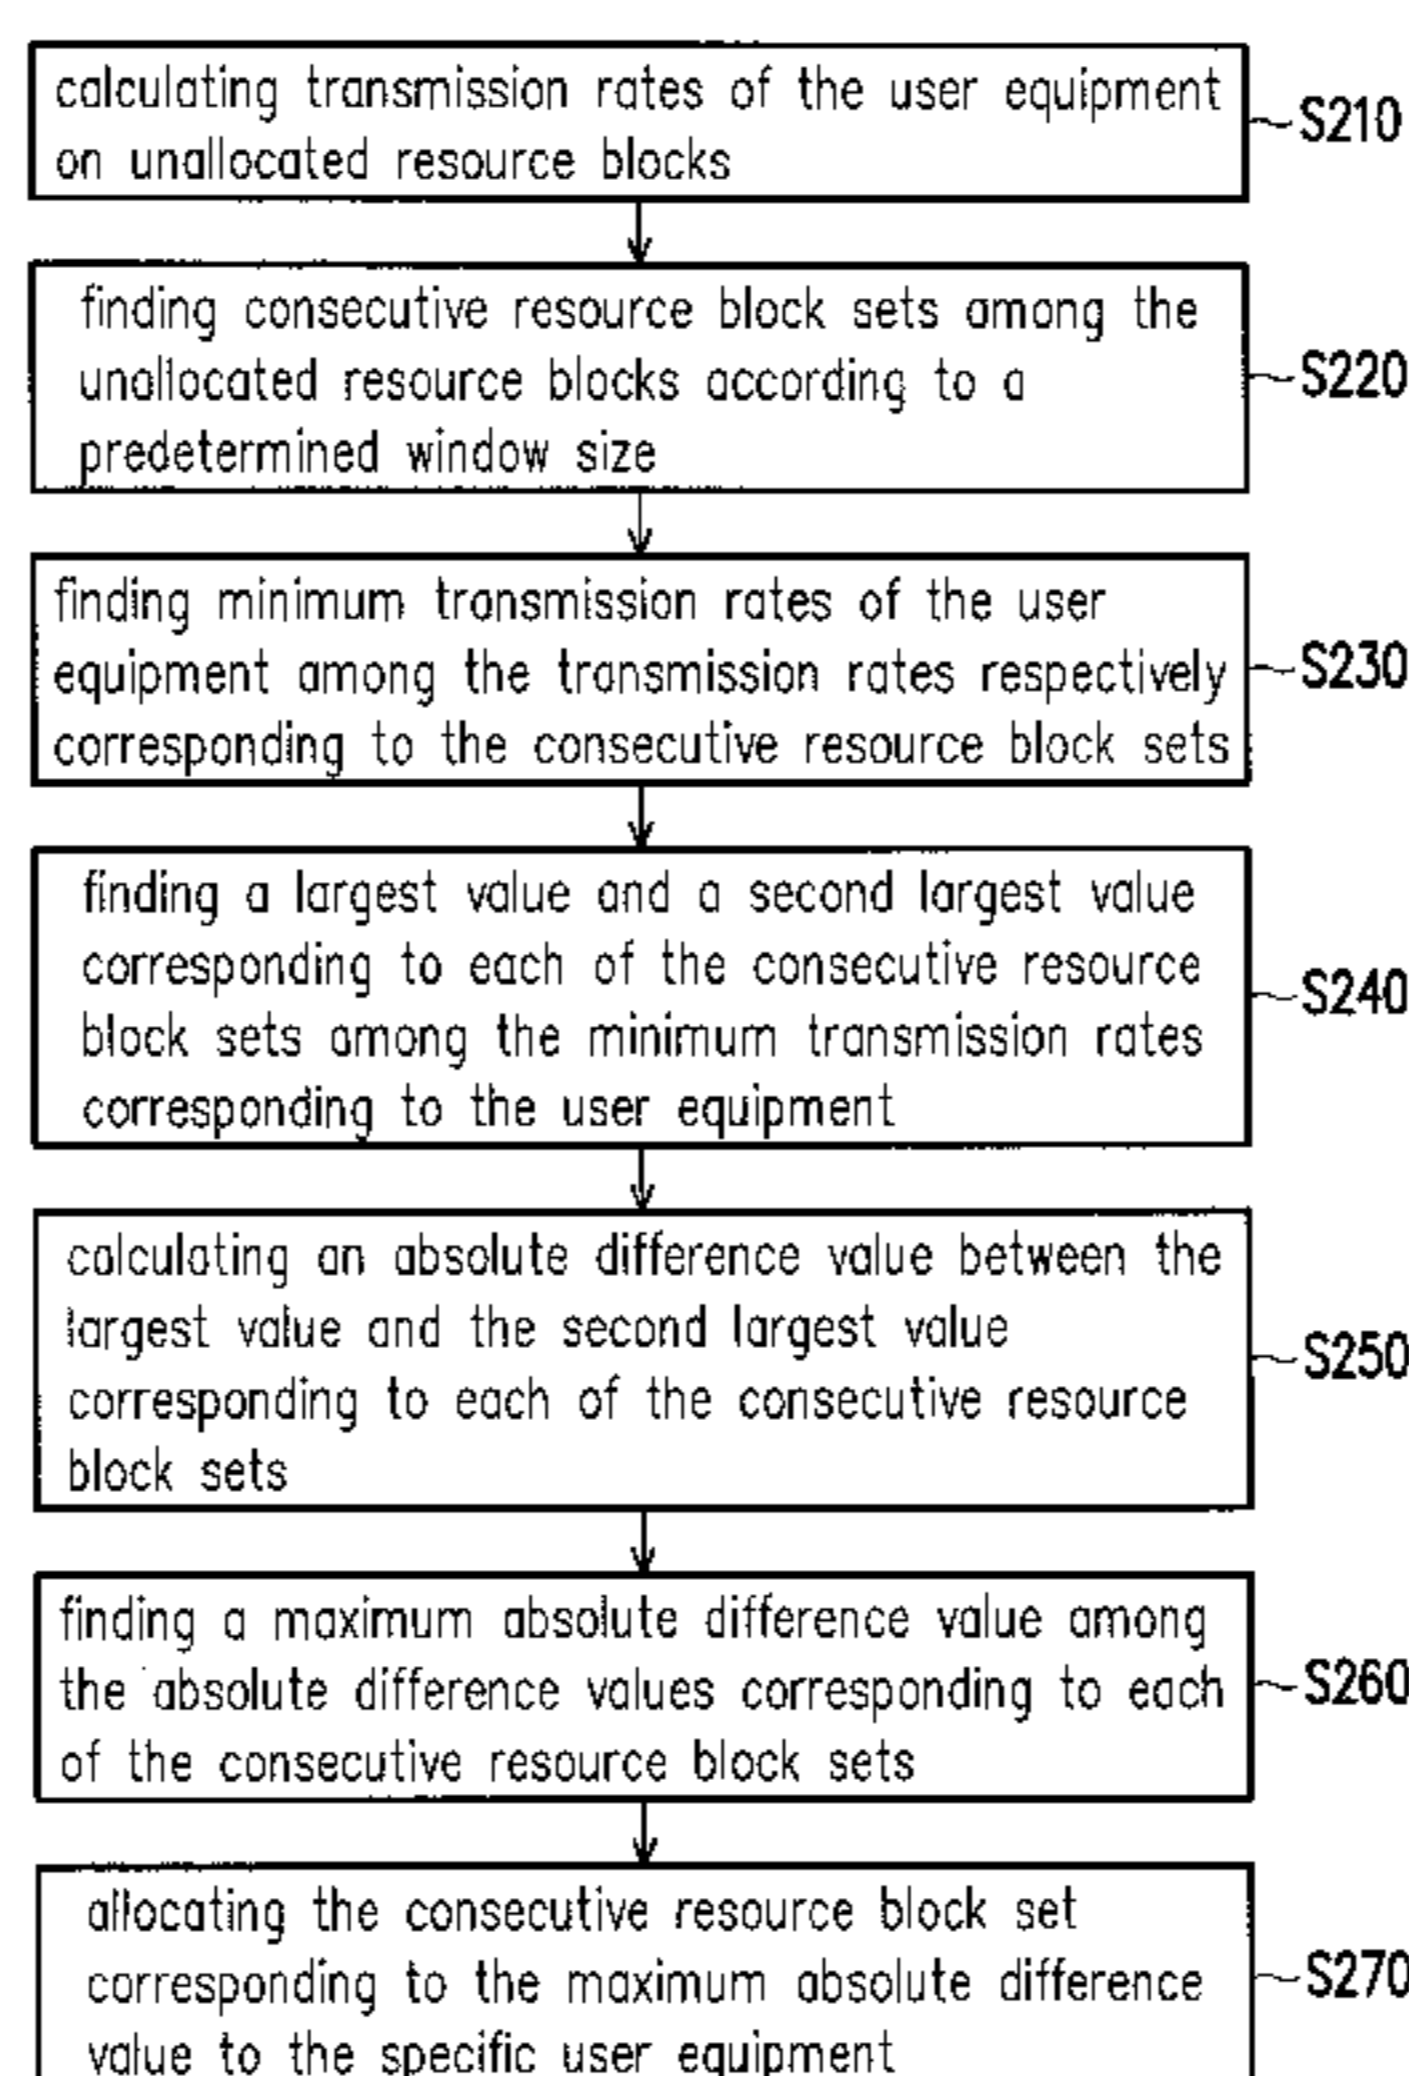 calculating transmission rates of the user equipment
on unallocated resource blocks
S210
finding consecutive resource block sets among the
unallocated resource blocks according to a
predetermined window size
S220
finding minimum transmission rates of the user
equipment among the transmission rates respectively
corresponding to the consecutive resource block sets
S230
finding a largest value and a second largest value
corresponding to each of the consecutive resource
block sets among the minimum transmission rates
corresponding to the user equipment
S240
calculating an absolute difference value between the
largest value and the second largest value
corresponding to each of the consecutive resource
block sets
S250
finding a maximum absolute difference value among
the absolute difference values corresponding to each
of the consecutive resource block sets
S260
allocating the consecutive resource block set
corresponding to the maximum absolute difference
value to the specific user equipment
S270